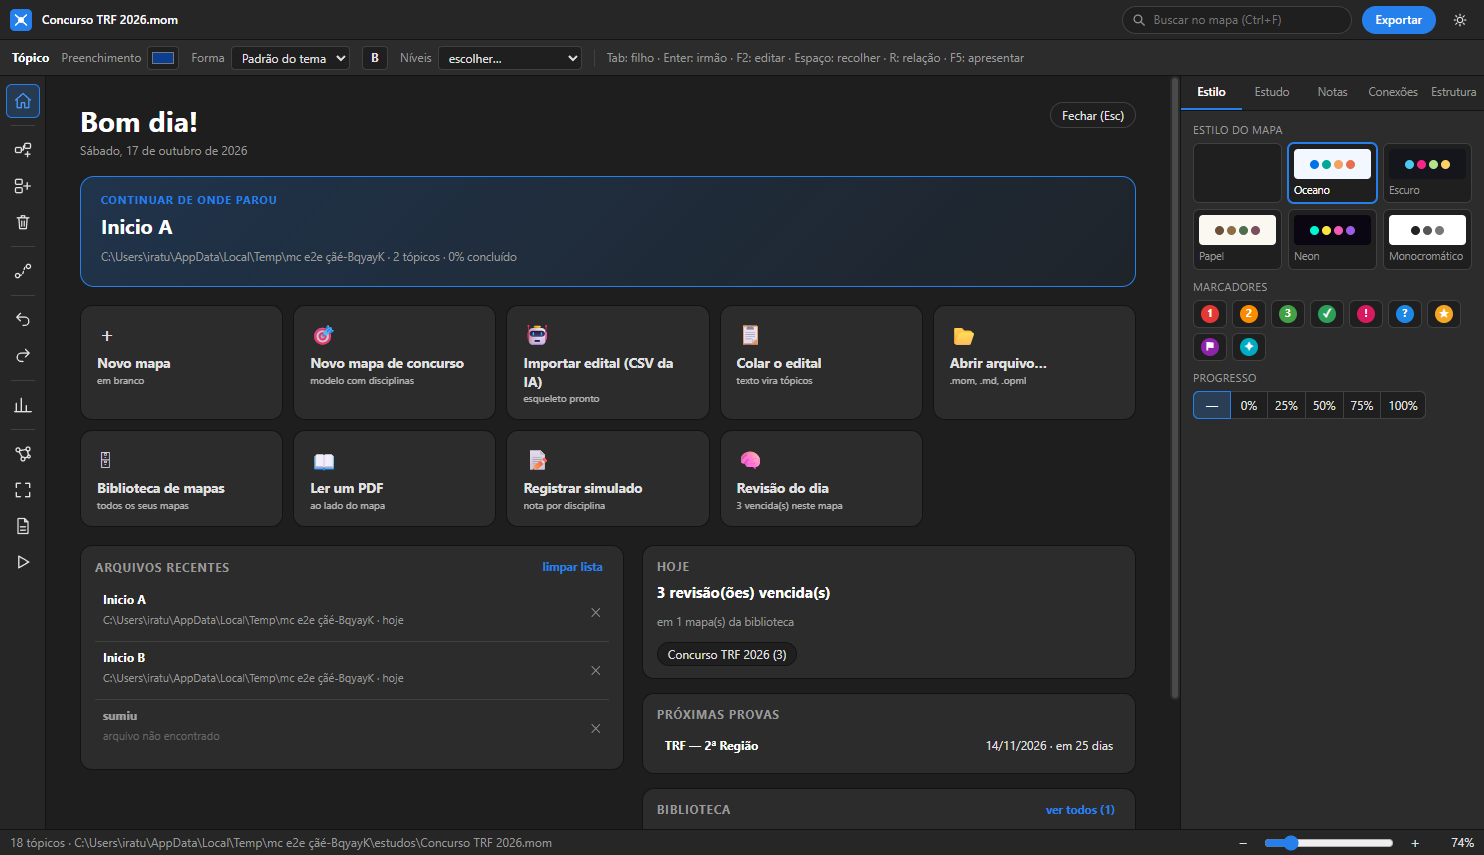 Concurso TRF 2026.mom
Buscar no mapa (Ctrl+F)
Exportar
Tópico
Preenchimento
Forma
Padrão do tema
B
Níveis
escolher...
Tab: filho · Enter: irmão · F2: editar · Espaço: recolher · R: relação · F5: apresentar
Bom dia!
Sábado, 17 de outubro de 2026
Fechar (Esc)
CONTINUAR DE ONDE PAROU
Inicio A
C:\Users\iratu\AppData\Local\Temp\mc e2e çãé-BqyayK · 2 tópicos · 0% concluído
Novo mapa
em branco
Novo mapa de concurso
modelo com disciplinas
Importar edital (CSV da
IA)
esqueleto pronto
Colar o edital
texto vira tópicos
Abrir arquivo...
.mom, .md, .opml
Biblioteca de mapas
todos os seus mapas
Ler um PDF
ao lado do mapa
Registrar simulado
nota por disciplina
Revisão do dia
3 vencida(s) neste mapa
ARQUIVOS RECENTES
limpar lista
Inicio A
C:\Users\iratu\AppData\Local\Temp\mc e2e çãé-BqyayK · hoje
Inicio B
C:\Users\iratu\AppData\Local\Temp\mc e2e çãé-BqyayK · hoje
sumiu
arquivo não encontrado
HOJE
3 revisão(ões) vencida(s)
em 1 mapa(s) da biblioteca
Concurso TRF 2026 (3)
PRÓXIMAS PROVAS
TRF — 2ª Região
14/11/2026 · em 25 dias
BIBLIOTECA
ver todos (1)
Estilo
Estudo
Notas
Conexões
Estrutura
ESTILO DO MAPA
Oceano
Escuro
Papel
Neon
Monocromático
MARCADORES
1
2
3
!
?
PROGRESSO
—
0%
25%
50%
75%
100%
18 tópicos · C:\Users\iratu\AppData\Local\Temp\mc e2e çãé-BqyayK\estudos\Concurso TRF 2026.mom
74%